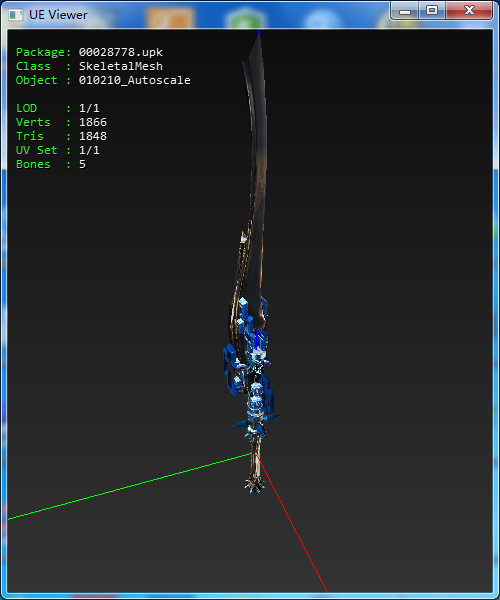 UE Viewer
Package: 00028778.upk
Class  : SkeletalMesh
Object : 010210_Autoscale
LOD    : 1/1
Verts  : 1866
Tris   : 1848
UV Set : 1/1
Bones  : 5